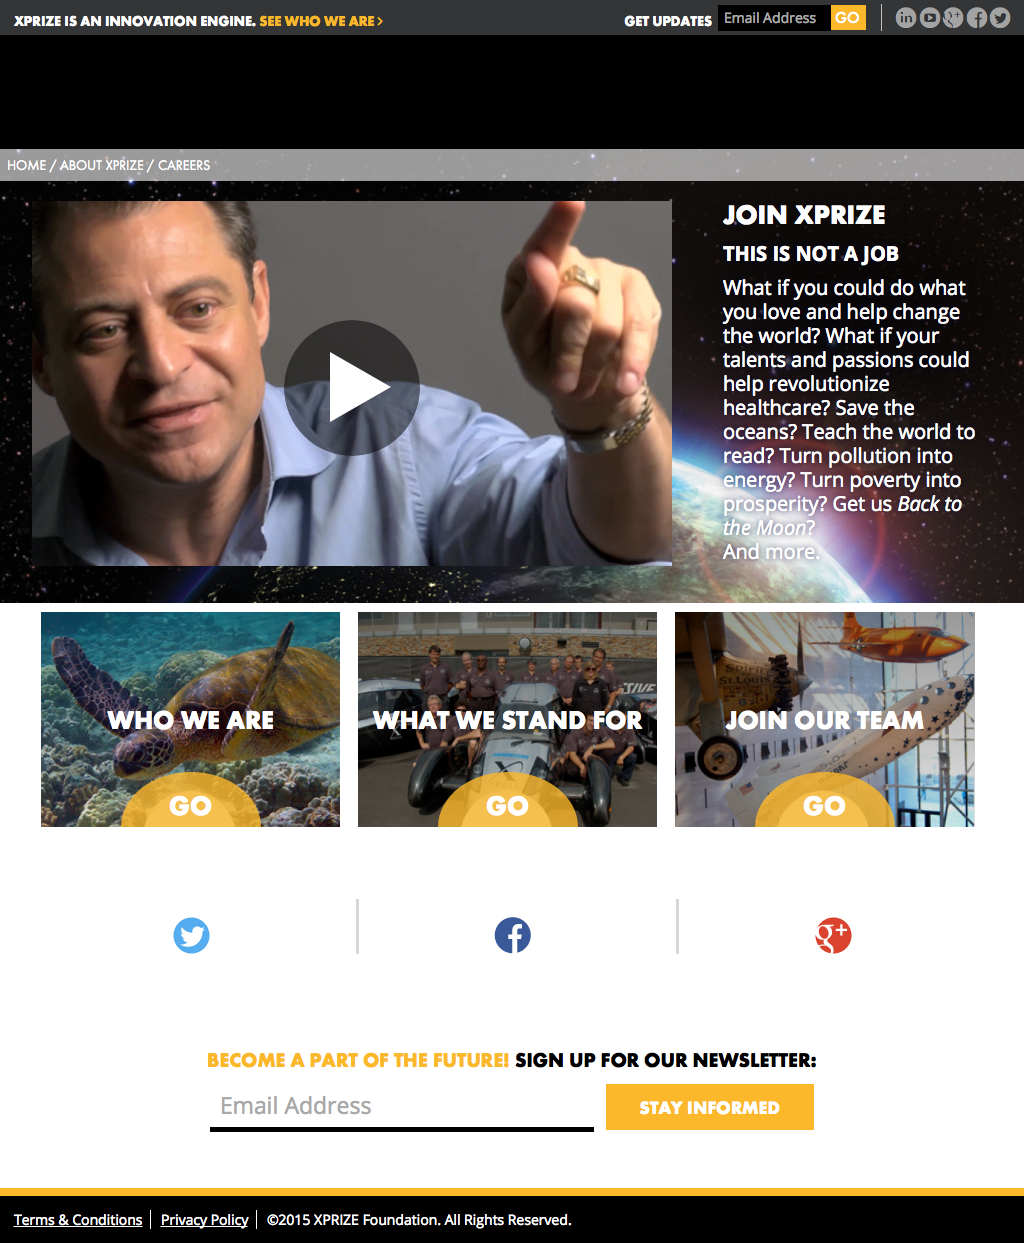 XPRIZE IS AN INNOVATION ENGINE. SEE WHO WE ARE >
GET UPDATES Email Address GO
HOME / ABOUT XPRIZE / CAREERS
JOIN XPRIZE
THIS IS NOT A JOB
What if you could do what
you love and help change
the world? What if your
talents and passions could
help revolutionize
healthcare? Save the
oceans? Teach the world to
read? Turn pollution into
energy? Turn poverty into
prosperity? Get us Back to
the Moon?
And more.
WHO WE ARE
GO
WHAT WE STAND FOR
GO
Spirit
St. Louis
JOIN OUR TEAM
GO
BECOME A PART OF THE FUTURE! SIGN UP FOR OUR NEWSLETTER:
Email Address
STAY INFORMED
Terms & Conditions
Privacy Policy
©2015 XPRIZE Foundation. All Rights Reserved.